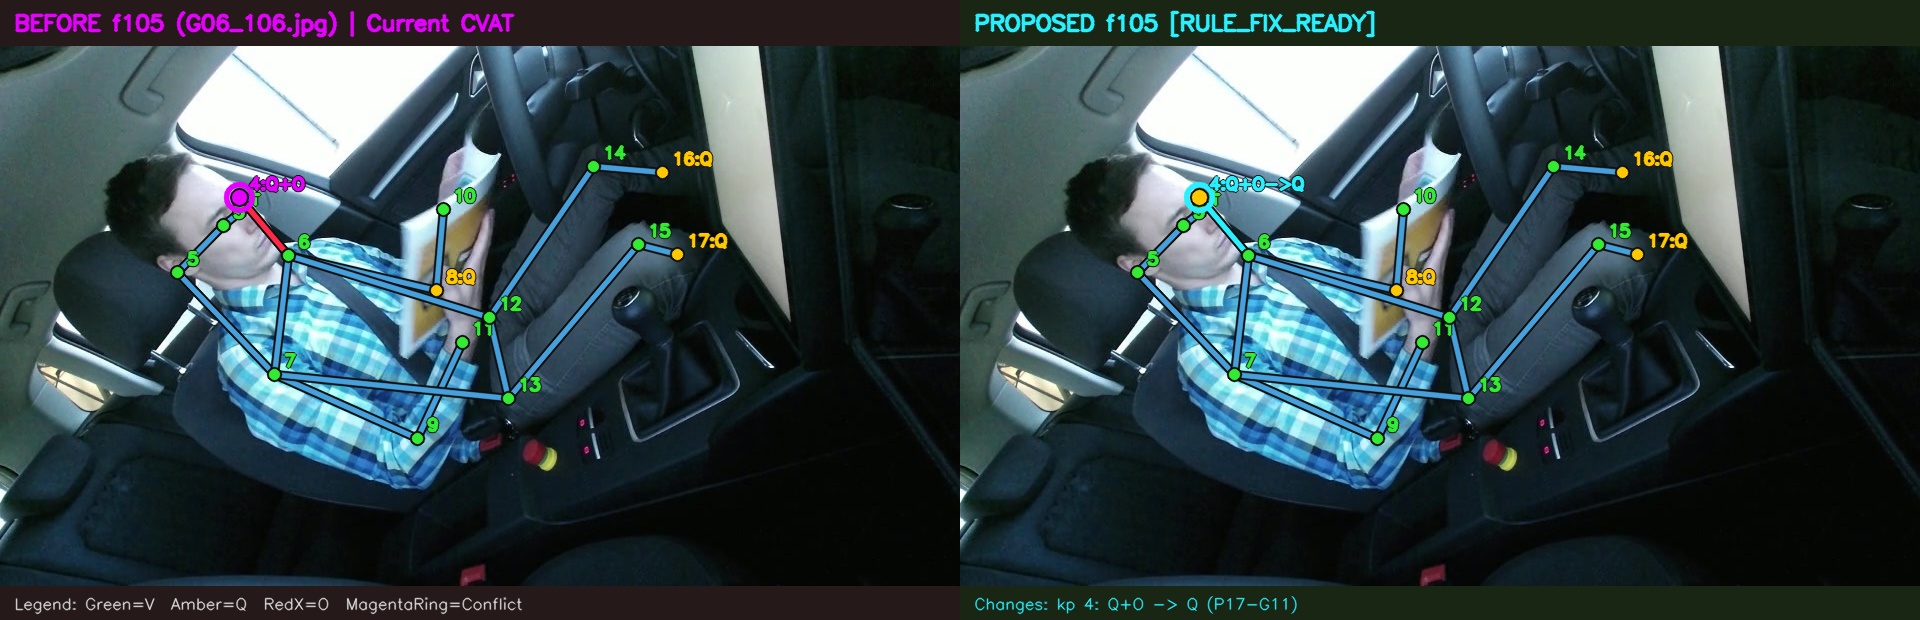 BEFORE f105 (G06_106.jpg) | Current CVAT
PROPOSED f105 [RULE_FIX_READY]
4:Q+O
5
6
7
8:Q
9
10
11
12
13
14
15
16:Q
17:Q
4:Q+O->Q
5
6
7
8:Q
9
10
11
12
13
14
15
16:Q
17:Q
Legend: Green=V Amber=Q RedX=O MagentaRing=Conflict
Changes: kp 4: Q+O -> Q (P17-G11)